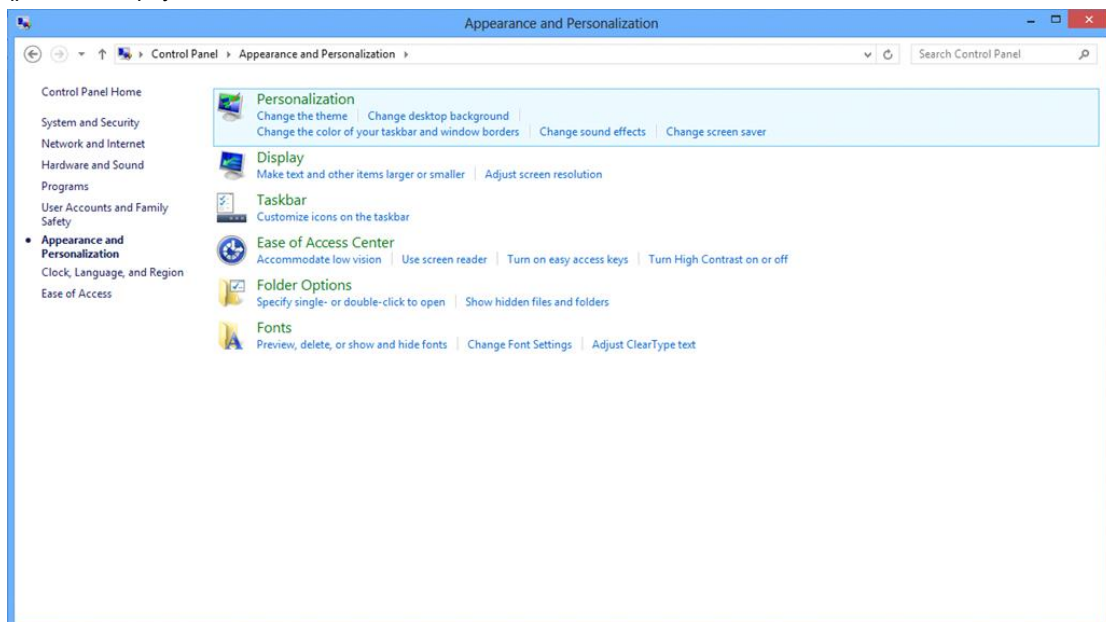 Appearance and Personalization
Control Panel Appearance and Personalization
Search Control Panel
Control Panel Home
System and Security
Network and Internet
Hardware and Sound
Programs
User Accounts and Family
Safety
Appearance and
Personalization
Clock, Language, and Region
Ease of Access
Personalization
Change the theme
Change desktop background
Change the color of your taskbar and window borders
Change sound effects
Change screen saver
Display
Make text and other items larger or smaller
Adjust screen resolution
Taskbar
Customize icons on the taskbar
Ease of Access Center
Accommodate low vision
Use screen reader
Turn on easy access keys
Turn High Contrast on or off
Folder Options
Specify single- or double-click to open
Show hidden files and folders
Fonts
Preview, delete, or show and hide fonts
Change Font Settings
Adjust ClearType text